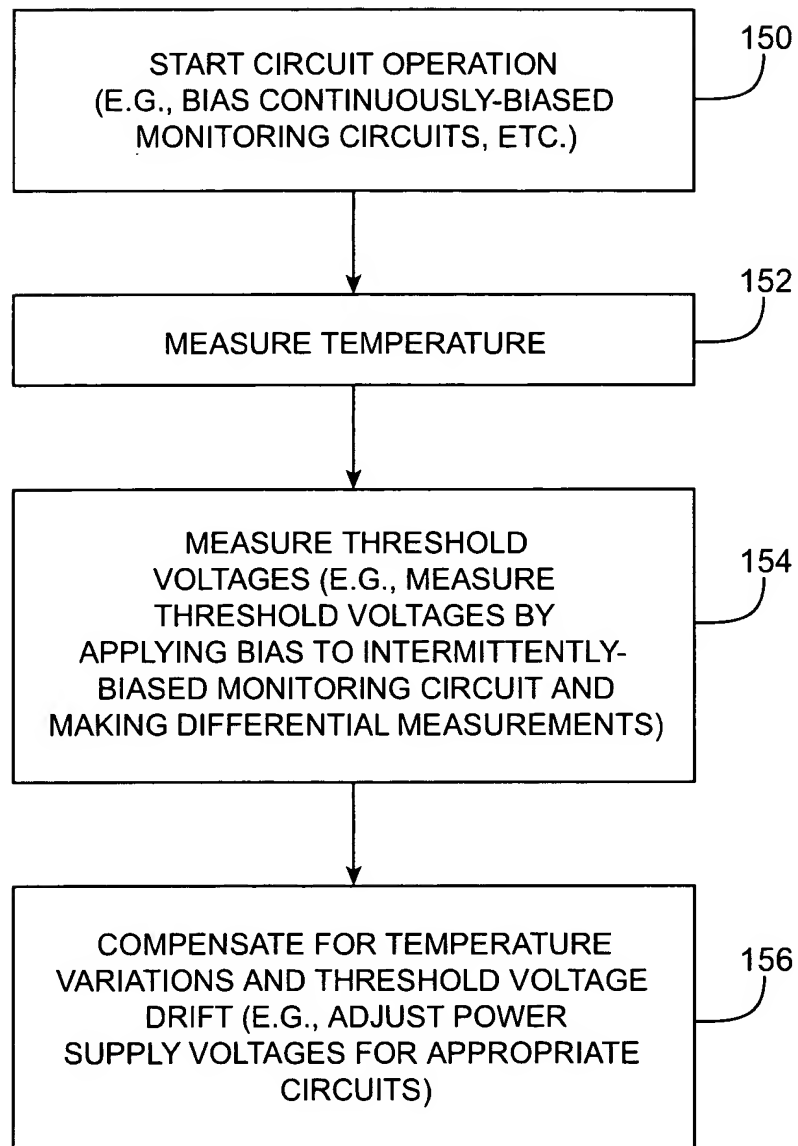 START CIRCUIT OPERATION
(E.G., BIAS CONTINUOUSLY-BIASED
MONITORING CIRCUITS, ETC.)
150
MEASURE TEMPERATURE
152
MEASURE THRESHOLD
VOLTAGES (E.G., MEASURE
THRESHOLD VOLTAGES BY
APPLYING BIAS TO INTERMITTENTLY-
BIASED MONITORING CIRCUIT AND
MAKING DIFFERENTIAL MEASUREMENTS)
154
COMPENSATE FOR TEMPERATURE
VARIATIONS AND THRESHOLD VOLTAGE
DRIFT (E.G., ADJUST POWER
SUPPLY VOLTAGES FOR APPROPRIATE
CIRCUITS)
156